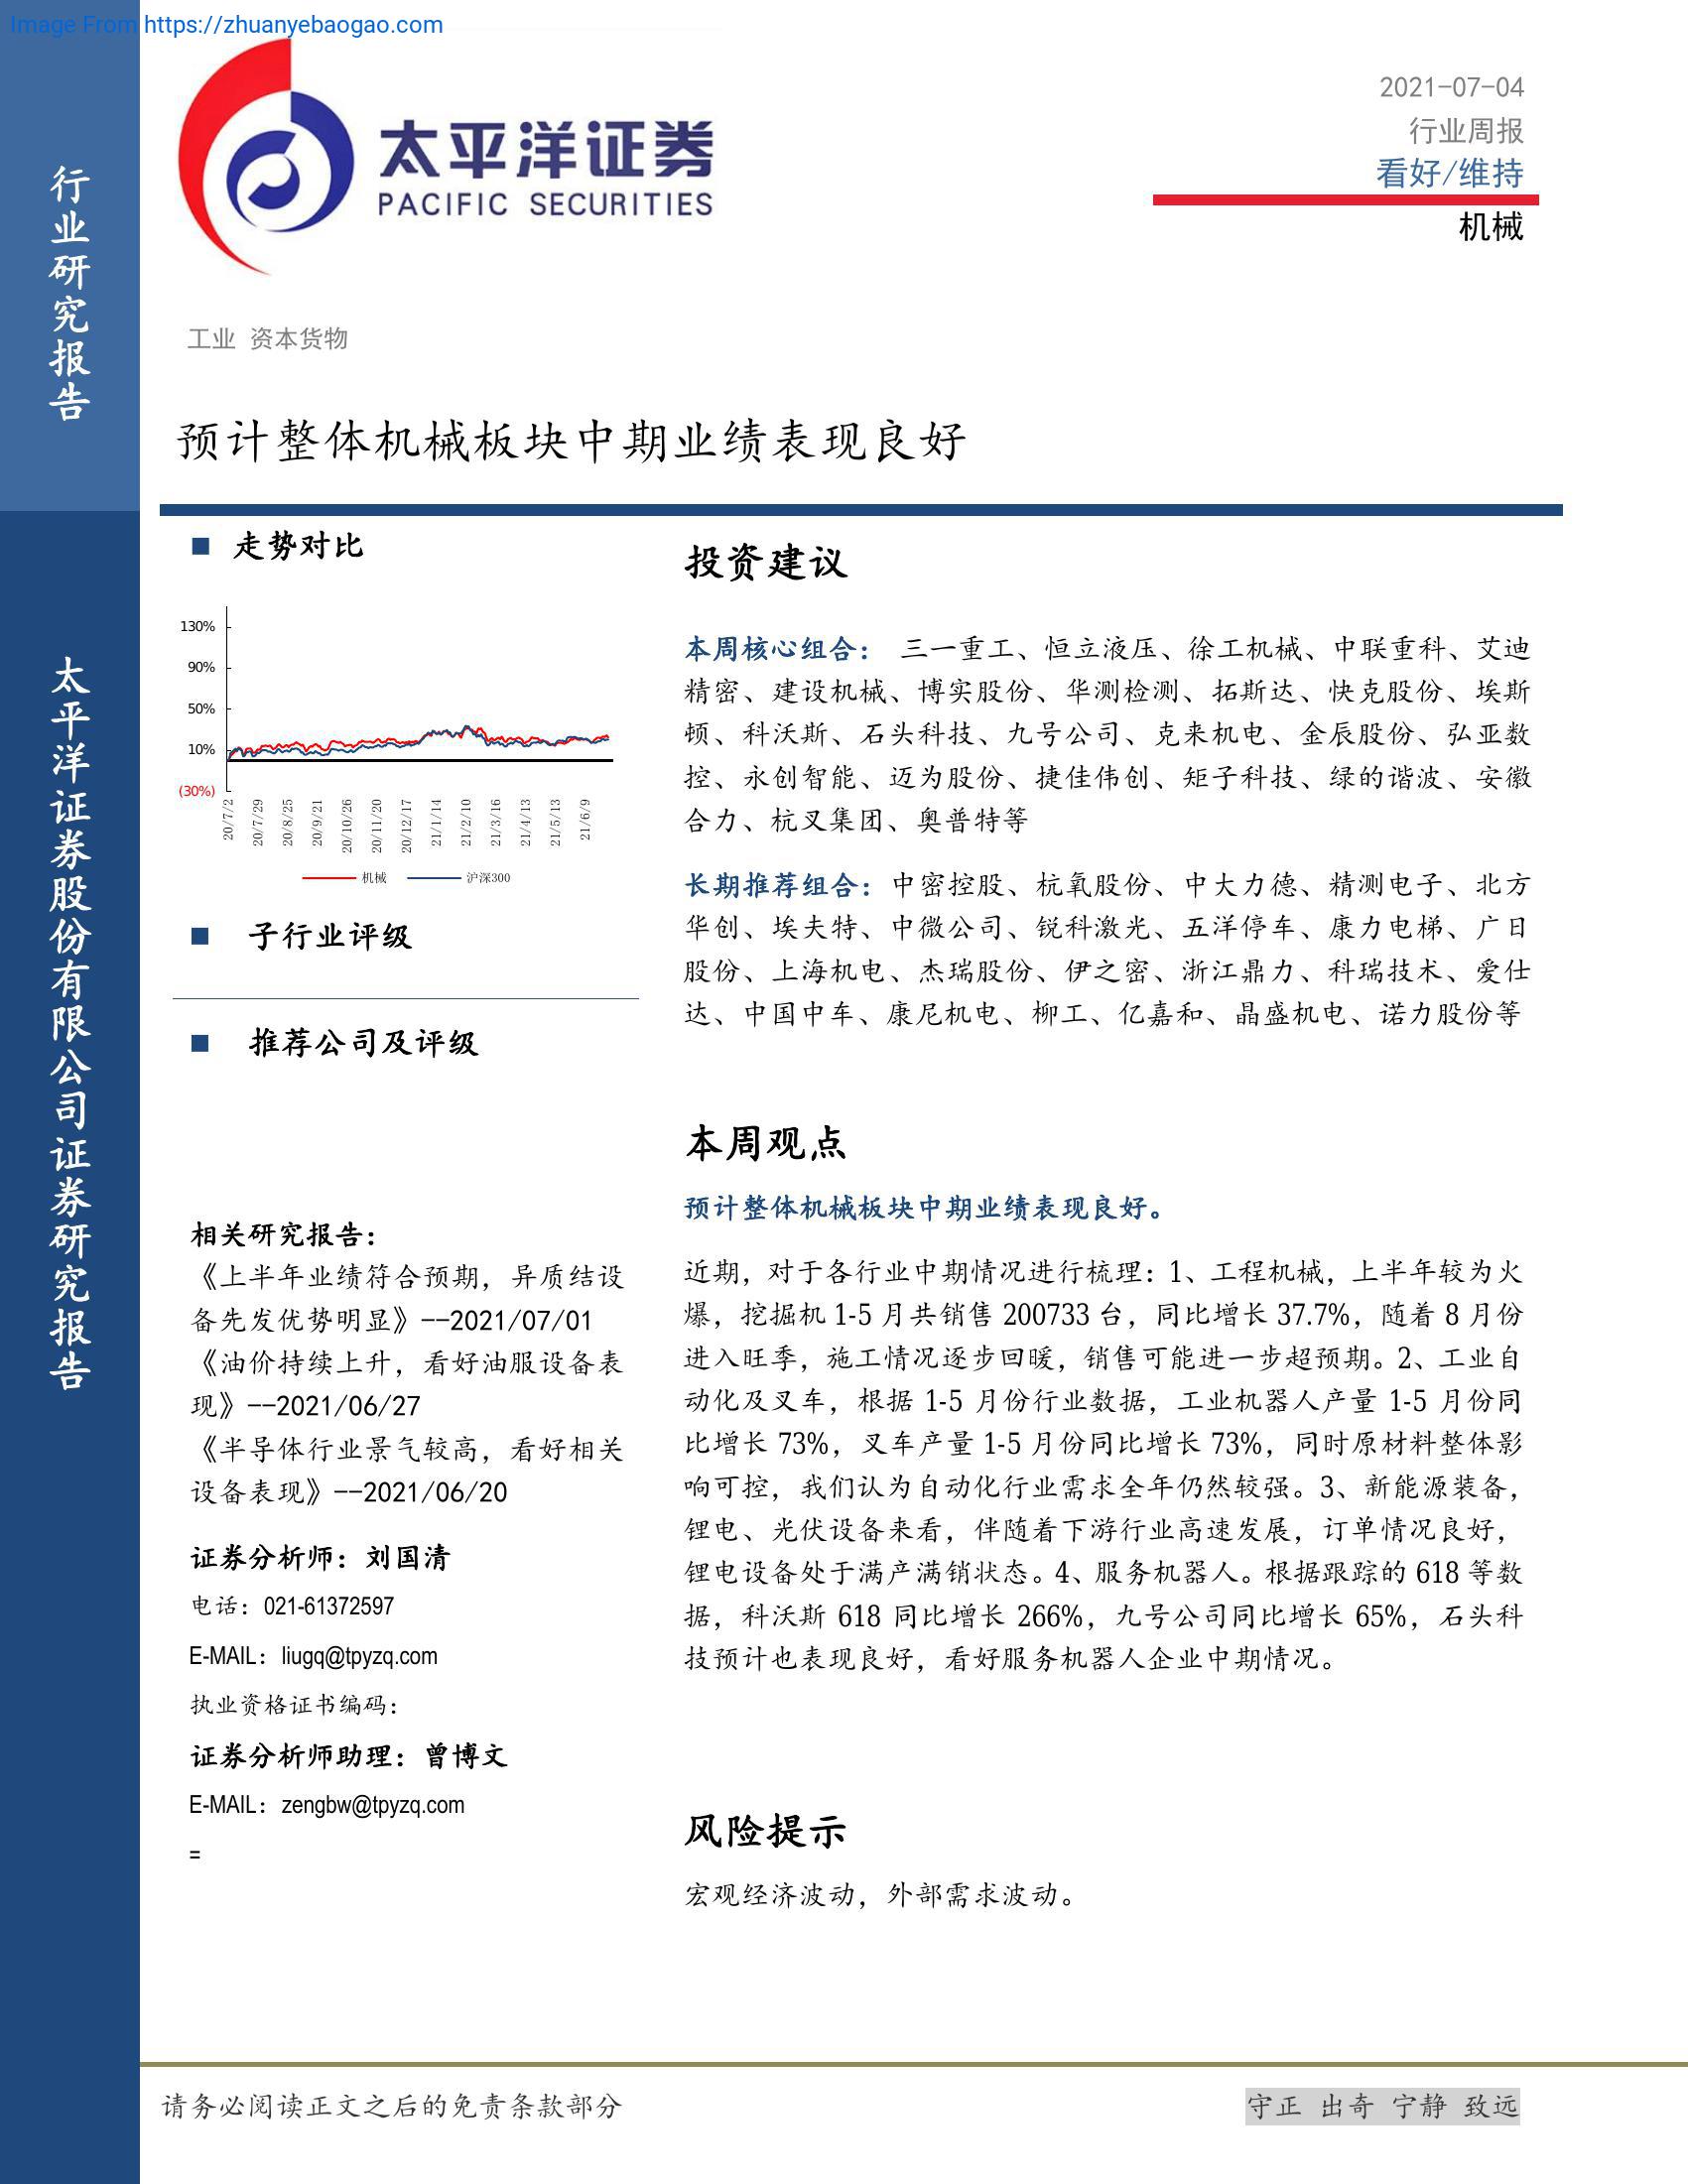 Image From https://zhuanyebaogao.com
行业研究报告
太平洋证券股份有限公司证券研究报告
太平洋证券
PACIFIC SECURITIES
2021-07-04
行业周报
看好/维持
机械
工业 资本货物
预计整体机械板块中期业绩表现良好
走势对比
130%
90%
50%
10%
(30%)
20/7/2
20/7/29
20/8/25
20/9/21
20/10/26
20/11/20
20/12/17
21/1/14
21/2/10
21/3/16
21/4/13
21/5/13
21/6/9
机械 沪深300
子行业评级
推荐公司及评级
相关研究报告：
《上半年业绩符合预期，异质结设
备先发优势明显》--2021/07/01
《油价持续上升，看好油服设备表
现》--2021/06/27
《半导体行业景气较高，看好相关
设备表现》--2021/06/20
证券分析师：刘国清
电话：021-61372597
E-MAIL：liugq@tpyzq.com
执业资格证书编码：
证券分析师助理：曾博文
E-MAIL：zengbw@tpyzq.com
=
投资建议
本周核心组合： 三一重工、恒立液压、徐工机械、中联重科、艾迪
精密、建设机械、博实股份、华测检测、拓斯达、快克股份、埃斯
顿、科沃斯、石头科技、九号公司、克来机电、金辰股份、弘亚数
控、永创智能、迈为股份、捷佳伟创、矩子科技、绿的谐波、安徽
合力、杭叉集团、奥普特等
长期推荐组合：中密控股、杭氧股份、中大力德、精测电子、北方
华创、埃夫特、中微公司、锐科激光、五洋停车、康力电梯、广日
股份、上海机电、杰瑞股份、伊之密、浙江鼎力、科瑞技术、爱仕
达、中国中车、康尼机电、柳工、亿嘉和、晶盛机电、诺力股份等
本周观点
预计整体机械板块中期业绩表现良好。
近期，对于各行业中期情况进行梳理：1、工程机械，上半年较为火
爆，挖掘机 1-5 月共销售 200733 台，同比增长 37.7%，随着 8 月份
进入旺季，施工情况逐步回暖，销售可能进一步超预期。2、工业自
动化及叉车，根据 1-5 月份行业数据，工业机器人产量 1-5 月份同
比增长 73%，叉车产量 1-5 月份同比增长 73%，同时原材料整体影
响可控，我们认为自动化行业需求全年仍然较强。3、新能源装备，
锂电、光伏设备来看，伴随着下游行业高速发展，订单情况良好，
锂电设备处于满产满销状态。4、服务机器人。根据跟踪的 618 等数
据，科沃斯 618 同比增长 266%，九号公司同比增长 65%，石头科
技预计也表现良好，看好服务机器人企业中期情况。
风险提示
宏观经济波动，外部需求波动。
请务必阅读正文之后的免责条款部分
守正 出奇 宁静 致远